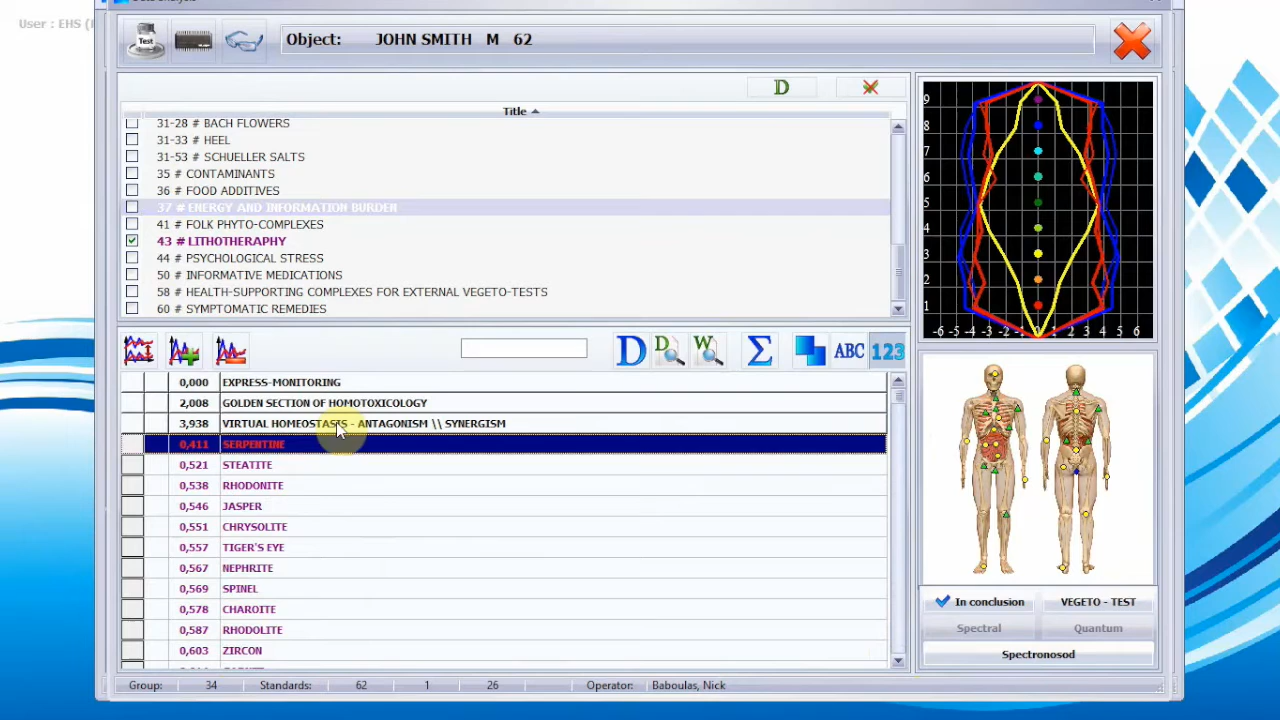 User : EHS (
Test
Object: JOHN SMITH M 62
D
Title
31-28 # BACH FLOWERS
31-33 # HEEL
31-53 # SCHUELLER SALTS
35 # CONTAMINANTS
36 # FOOD ADDITIVES
37 # ENERGY AND INFORMATION BURDEN
41 # FOLK PHYTO-COMPLEXES
43 # LITHOTHERAPHY
44 # PSYCHOLOGICAL STRESS
50 # INFORMATIVE MEDICATIONS
58 # HEALTH-SUPPORTING COMPLEXES FOR EXTERNAL VEGETO-TESTS
60 # SYMPTOMATIC REMEDIES
D D W Σ ABC 123
0,000 EXPRESS-MONITORING
2,008 GOLDEN SECTION OF HOMOTOXICOLOGY
3,938 VIRTUAL HOMEOSTASTS - ANTAGONISM \\ SYNERGISM
0,411 SERPENTINE
0,521 STEATITE
0,538 RHODONITE
0,546 JASPER
0,551 CHRYSOLITE
0,557 TIGER'S EYE
0,567 NEPHRITE
0,569 SPINEL
0,578 CHAROITE
0,587 RHODOLITE
0,603 ZIRCON
9
8
7
6
5
4
3
2
1
-6 -5 -4 -3 -2 -1 0 1 2 3 4 5 6
In conclusion VEGETO - TEST
Spectral Quantum
Spectronosod
Group: 34 Standards: 62 1 26 Operator: Baboulas, Nick